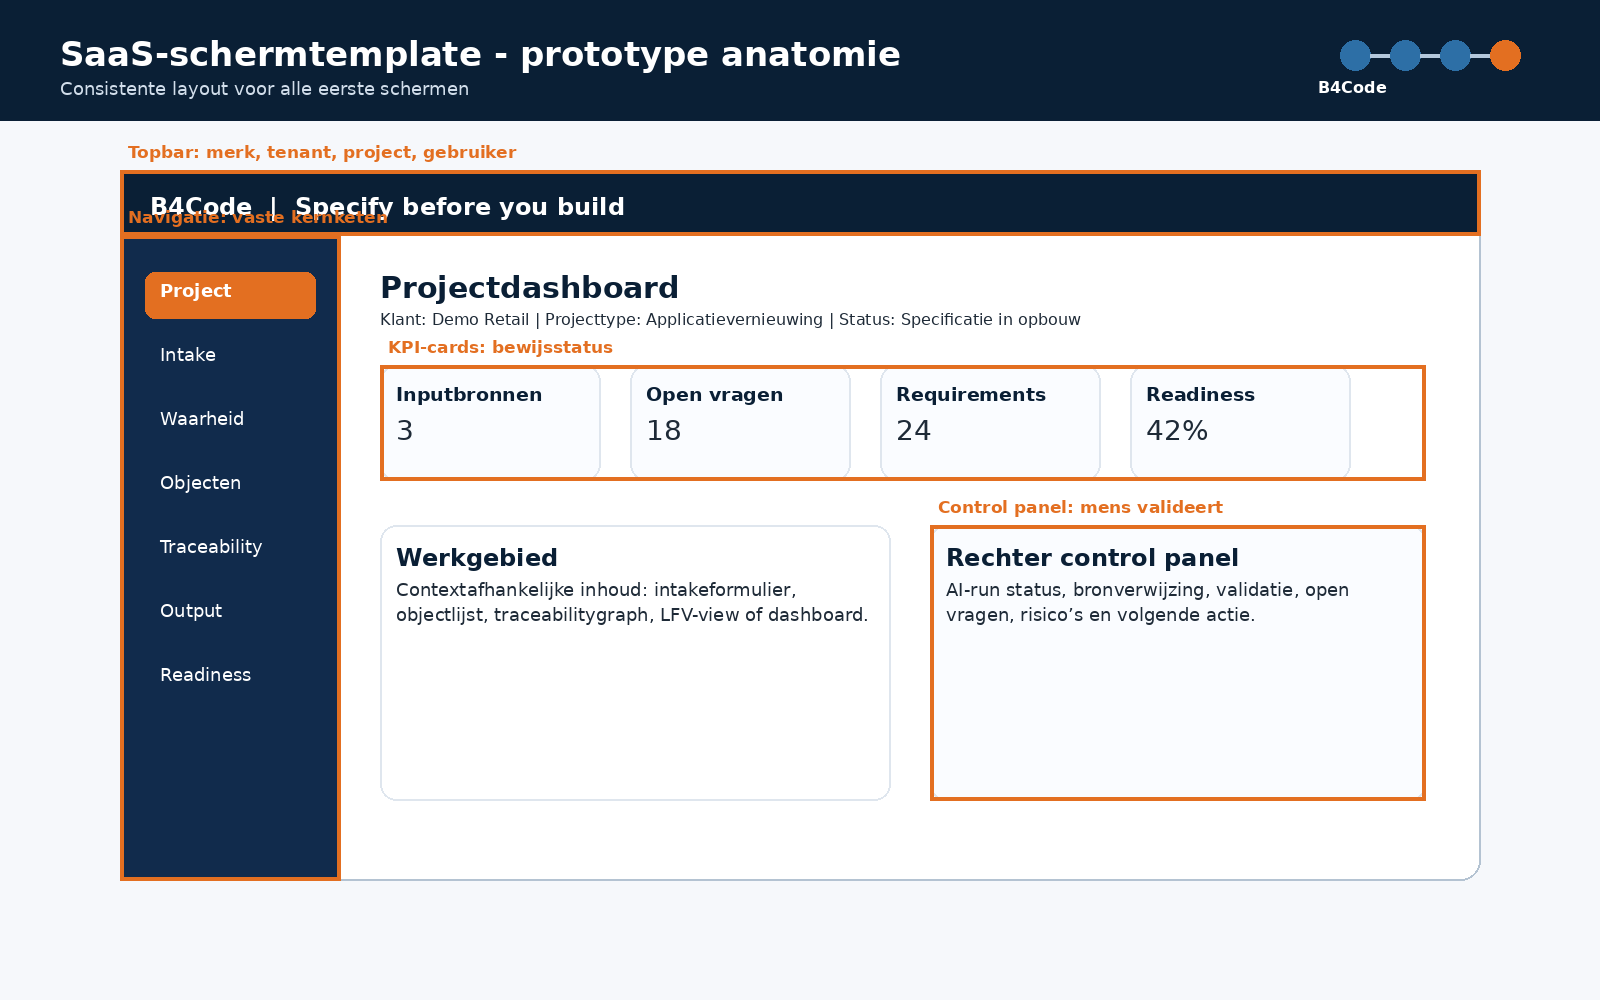 SaaS-schermtemplate - prototype anatomie
Consistente layout voor alle eerste schermen
B4Code
Topbar: merk, tenant, project, gebruiker
B4Code | Specify before you build
Navigatie: vaste kernketen
Project
Intake
Waarheid
Objecten
Traceability
Output
Readiness
Projectdashboard
Klant: Demo Retail | Projecttype: Applicatievernieuwing | Status: Specificatie in opbouw
KPI-cards: bewijsstatus
Inputbronnen
3
Open vragen
18
Requirements
24
Readiness
42%
Werkgebied
Contextafhankelijke inhoud: intakeformulier,
objectlijst, traceabilitygraph, LFV-view of dashboard.
Control panel: mens valideert
Rechter control panel
AI-run status, bronverwijzing, validatie, open
vragen, risico’s en volgende actie.